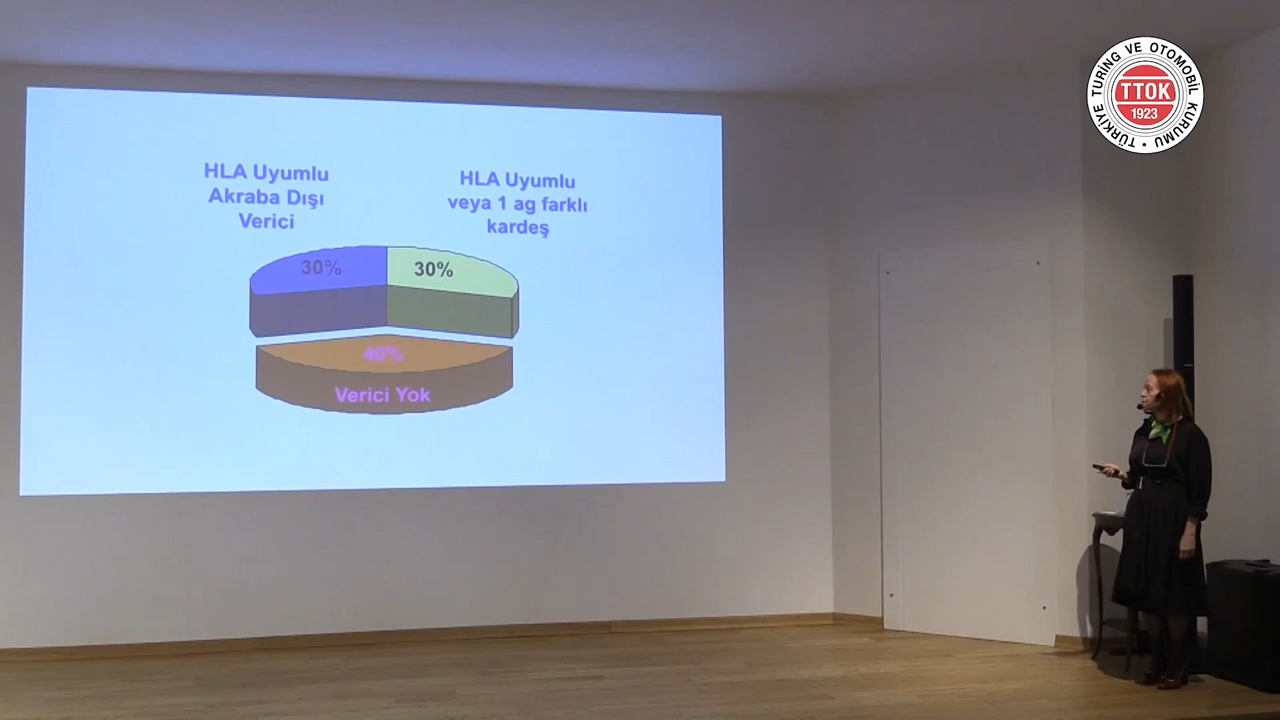 HLA Uyumlu
Akraba Dışı
Verici
HLA Uyumlu
veya 1 ag farklı
kardeş
30%
30%
40%
Verici Yok
TÜRKİYE TURİNG VE OTOMOBİL KURUMU
TTOK
1923